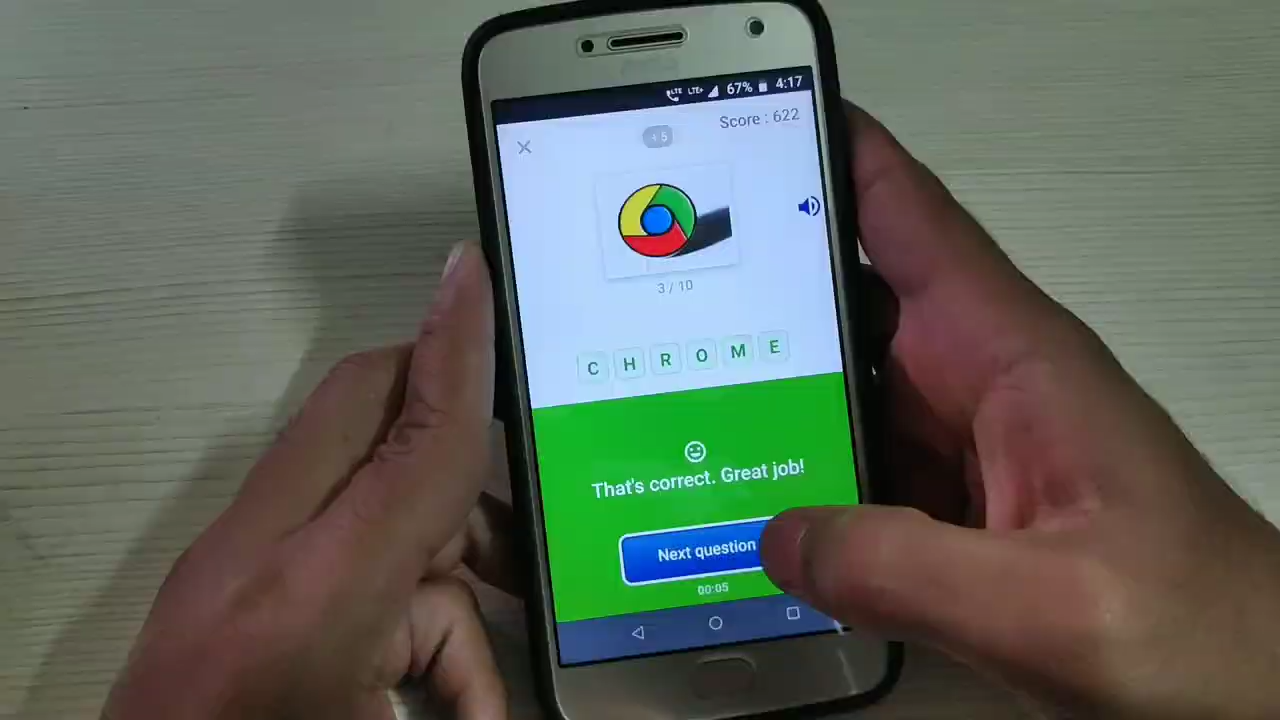 LTE LTE+ 67% 4:17
Score : 622
+5
3 / 10
C H R O M E
That's correct. Great job!
Next question
00:05